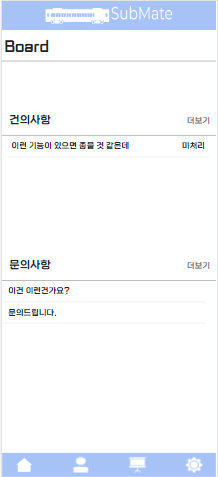 SubMate
Board
건의사항 더보기
이런 기능이 있으면 좋을 것 같은데 미처리
문의사항 더보기
이건 이런건가요?
문의드립니다.